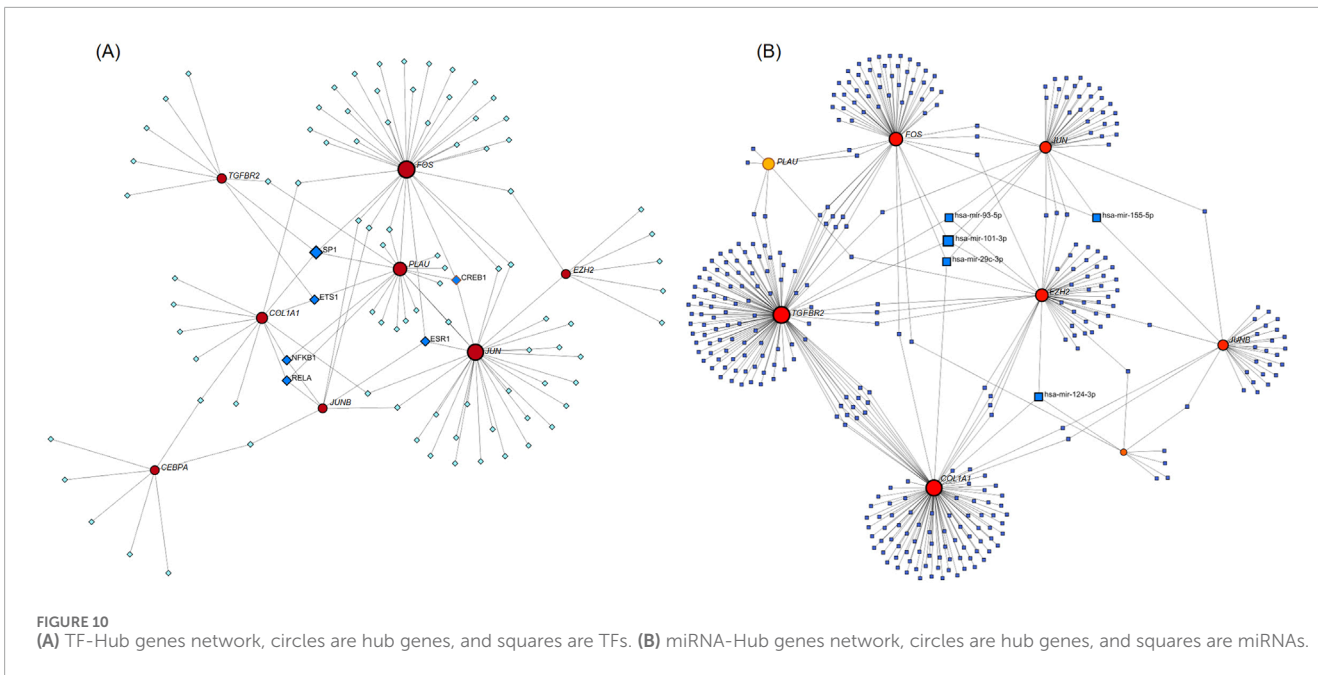 (A)
(B)
FOS
TGFBR2
SP1
PLAU
CREB1
EZH2
ETS1
COL1A1
ESR1
NFKB1
JUN
RELA
JUNB
CEBPA
FOS
JUN
PLAU
hsa-mir-93-5p
hsa-mir-155-5p
hsa-mir-101-3p
hsa-mir-29c-3p
EZH2
TGFBR2
JUNB
hsa-mir-124-3p
COL1A1
FIGURE 10
(A) TF-Hub genes network, circles are hub genes, and squares are TFs. (B) miRNA-Hub genes network, circles are hub genes, and squares are miRNAs.